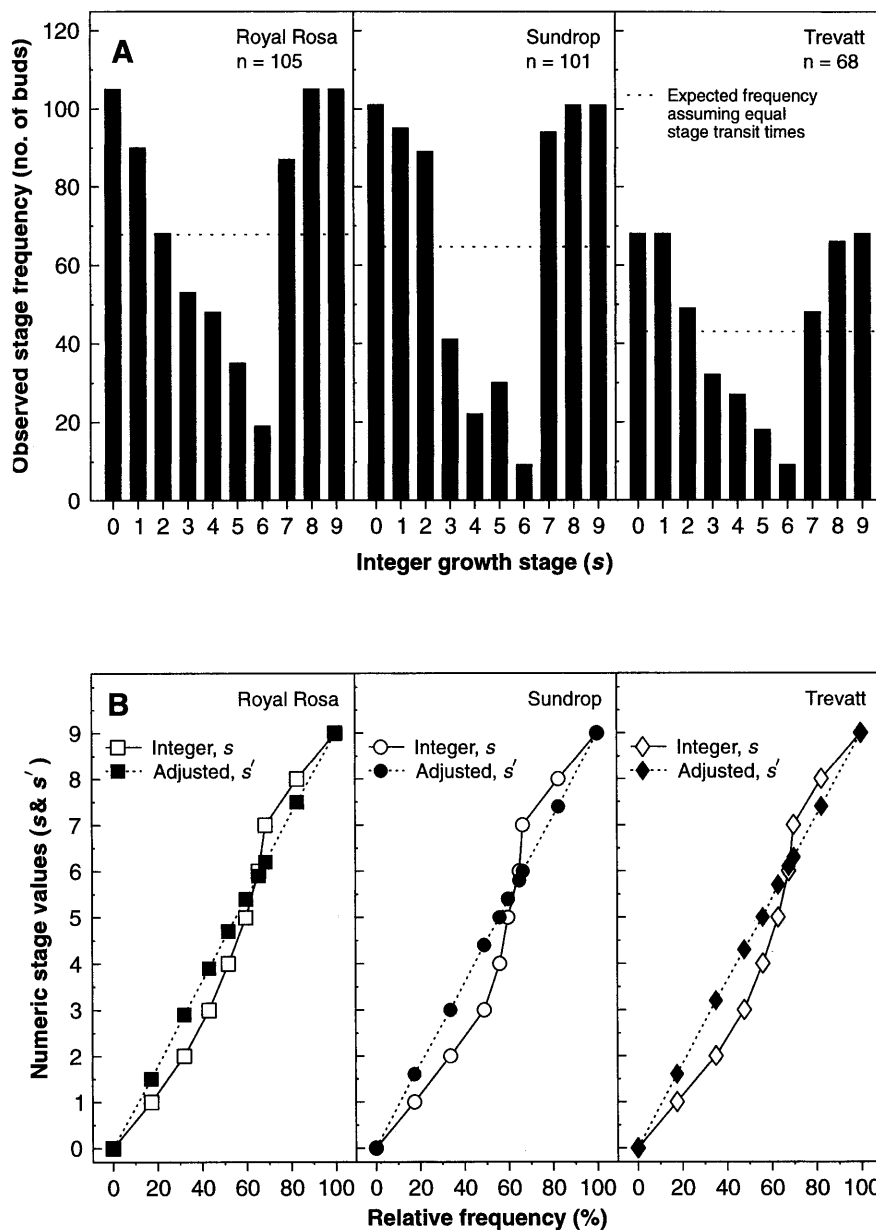 A
Royal Rosa
n = 105
Sundrop
n = 101
Trevatt
n = 68
Expected frequency
assuming equal
stage transit times
Observed stage frequency (no. of buds)
120
100
80
60
40
20
0
0 1 2 3 4 5 6 7 8 9
0 1 2 3 4 5 6 7 8 9
0 1 2 3 4 5 6 7 8 9
Integer growth stage (s)
B
Royal Rosa
Integer, s
Adjusted, s′
Sundrop
Integer, s
Adjusted, s′
Trevatt
Integer, s
Adjusted, s′
Numeric stage values (s & s′)
9
8
7
6
5
4
3
2
1
0
0 20 40 60 80 100
0 20 40 60 80 100
0 20 40 60 80 100
Relative frequency (%)